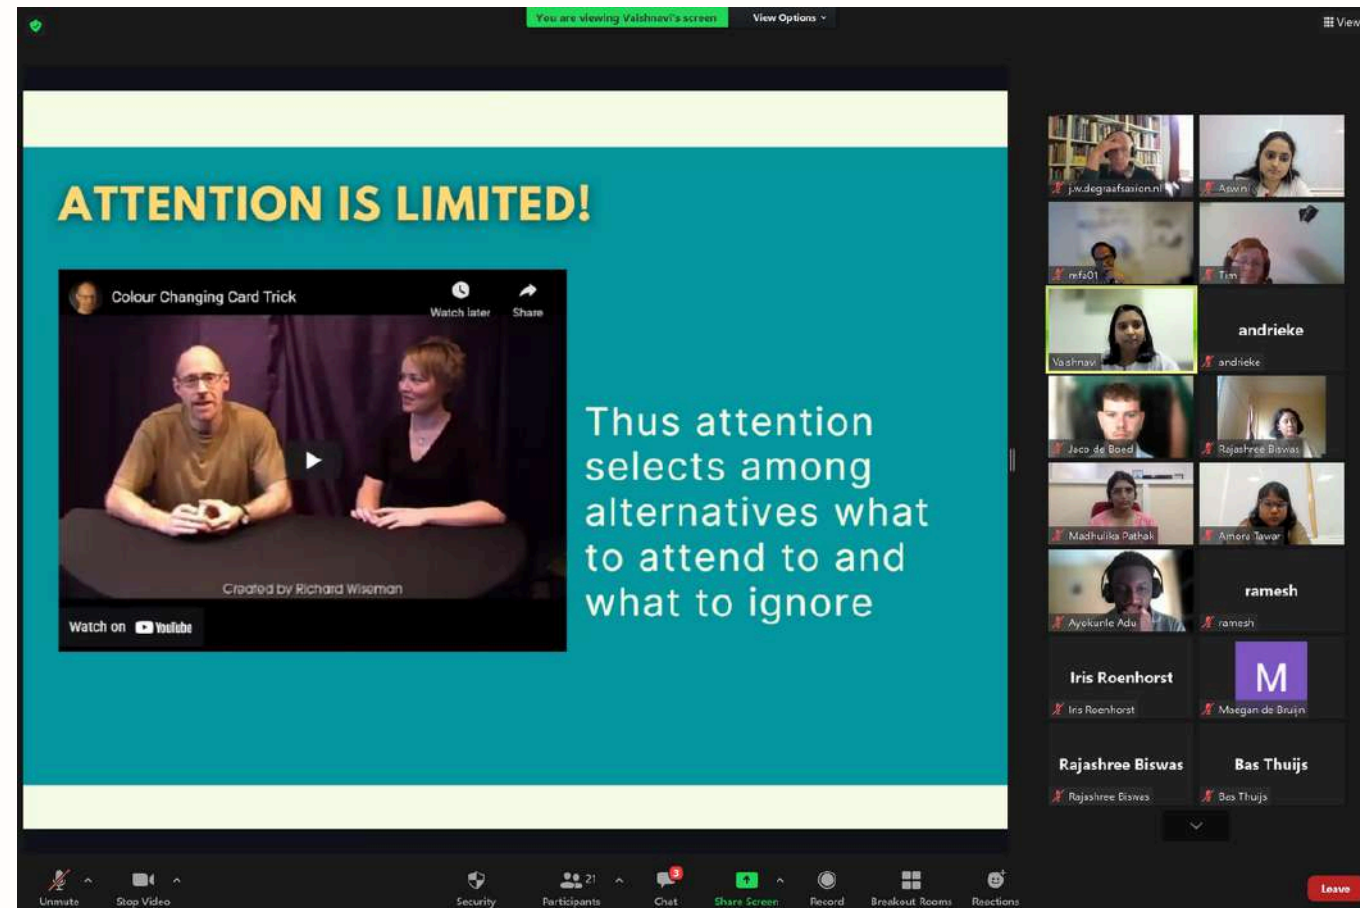 You are viewing Vaishnavi's screen
View Options
View
ATTENTION IS LIMITED!
Colour Changing Card Trick
Watch later
Share
Created by Richard Wiseman
Watch on YouTube
Thus attention
selects among
alternatives what
to attend to and
what to ignore
j.w.degraafsaxion.nl
Aswini
mfa01
Tim
Vaishnavi
andrieke
andrieke
Jaco de Boed
Rajashree Biswas
Madhulika Pathak
Amora Tawar
Ayokunle Adu
ramesh
ramesh
Iris Roenhorst
Iris Roenhorst
M
Maegan de Bruijn
Rajashree Biswas
Rajashree Biswas
Bas Thuijs
Bas Thuijs
Unmute
Stop Video
Security
21
Participants
3
Chat
Share Screen
Record
Breakout Rooms
Reactions
Leave